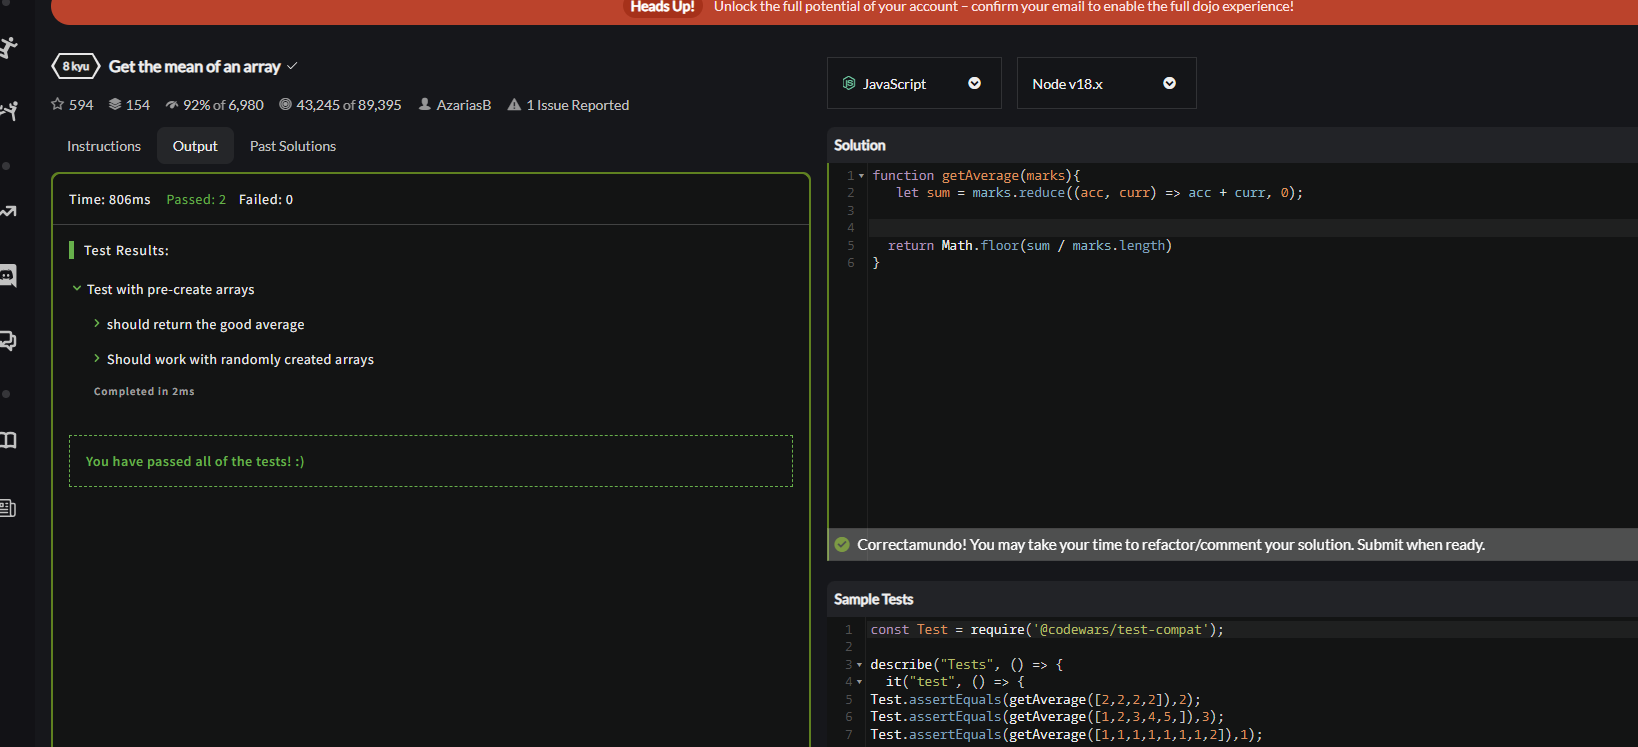 Heads Up! Unlock the full potential of your account – confirm your email to enable the full dojo experience!
8 kyu Get the mean of an array
594 154 92% of 6,980 43,245 of 89,395 AzariasB 1 Issue Reported
Instructions Output Past Solutions
Time: 806ms Passed: 2 Failed: 0
Test Results:
Test with pre-create arrays
should return the good average
Should work with randomly created arrays
Completed in 2ms
You have passed all of the tests! :)
JavaScript Node v18.x
Solution
1 function getAverage(marks){
2 let sum = marks.reduce((acc, curr) => acc + curr, 0);
3
4
5 return Math.floor(sum / marks.length)
6 }
Correctamundo! You may take your time to refactor/comment your solution. Submit when ready.
Sample Tests
1 const Test = require('@codewars/test-compat');
2
3 describe("Tests", () => {
4 it("test", () => {
5 Test.assertEquals(getAverage([2,2,2,2]),2);
6 Test.assertEquals(getAverage([1,2,3,4,5,]),3);
7 Test.assertEquals(getAverage([1,1,1,1,1,1,1,2]),1);